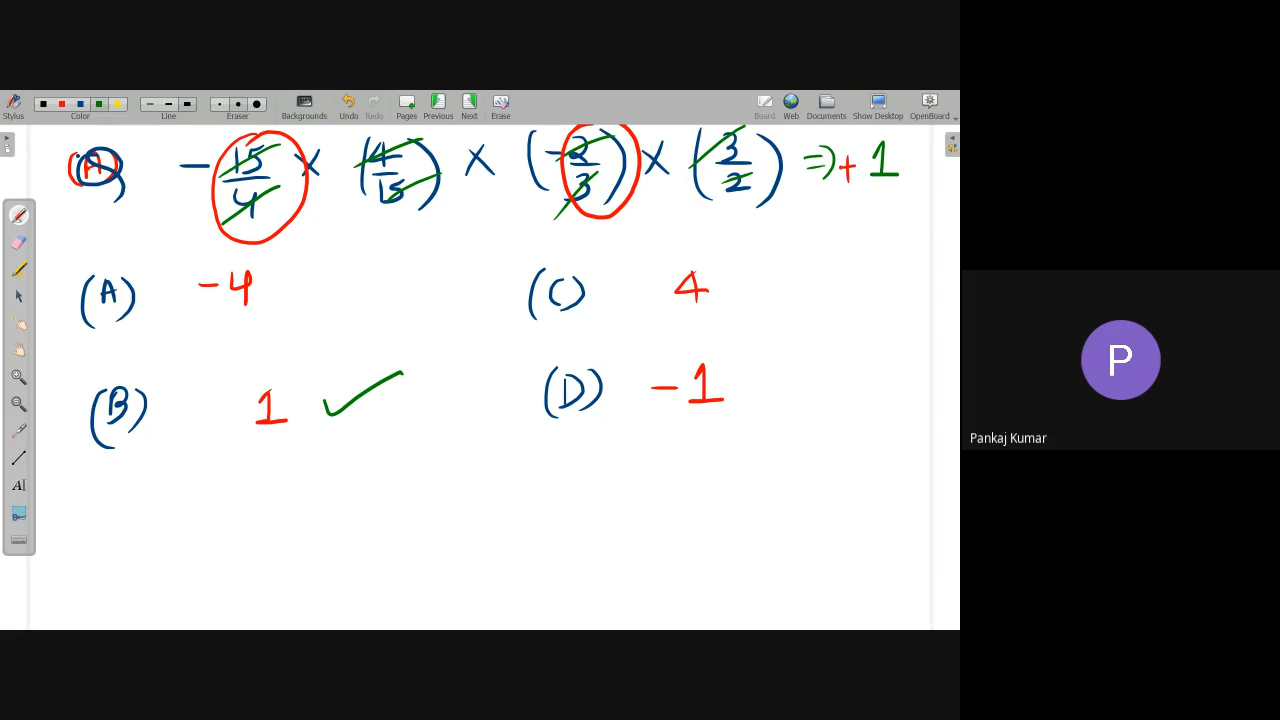 Stylus Color Line Eraser Backgrounds Undo Redo Pages Previous Next Erase Board Web Documents Show Desktop OpenBoard
- 15/4 × (4/15) × (-2/3) × (3/2) => + 1
(A) -4 (C) 4
(B) 1 ✓ (D) -1
P
Pankaj Kumar